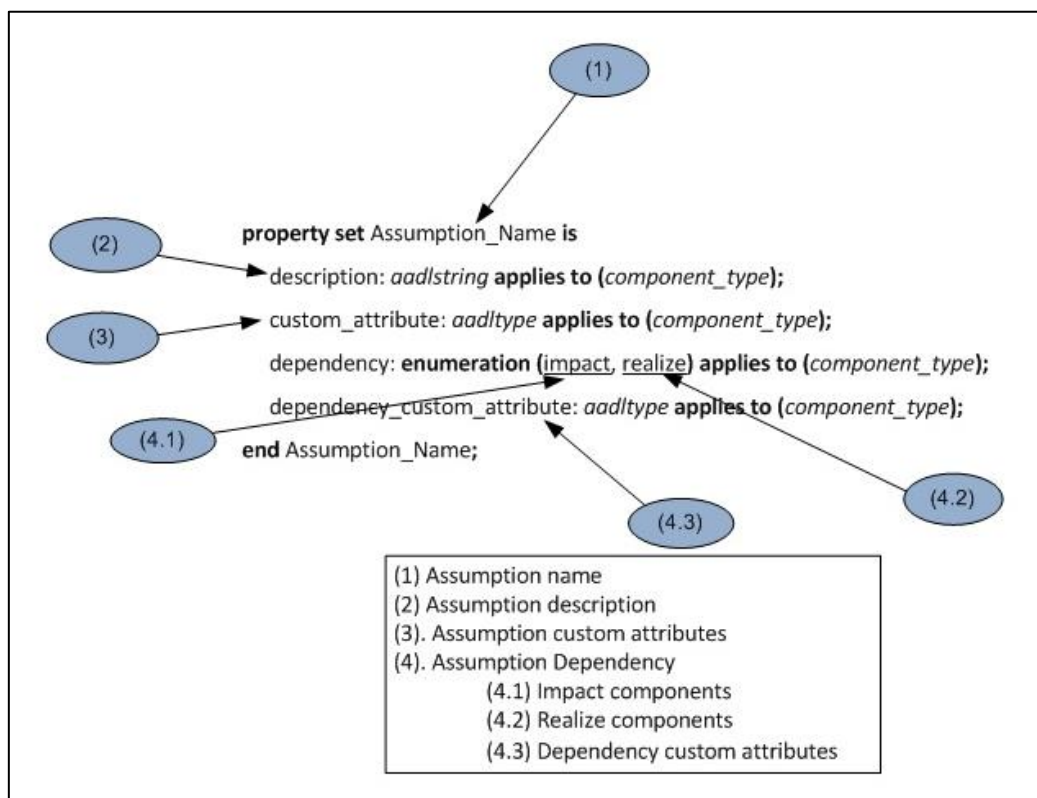 (1)
property set Assumption_Name is
(2)
description: aadlstring applies to (component_type);
(3)
custom_attribute: aadltype applies to (component_type);
dependency: enumeration (impact, realize) applies to (component_type);
dependency_custom_attribute: aadltype applies to (component_type);
(4.1)
end Assumption_Name;
(4.2)
(4.3)
(1) Assumption name
(2) Assumption description
(3). Assumption custom attributes
(4). Assumption Dependency
(4.1) Impact components
(4.2) Realize components
(4.3) Dependency custom attributes